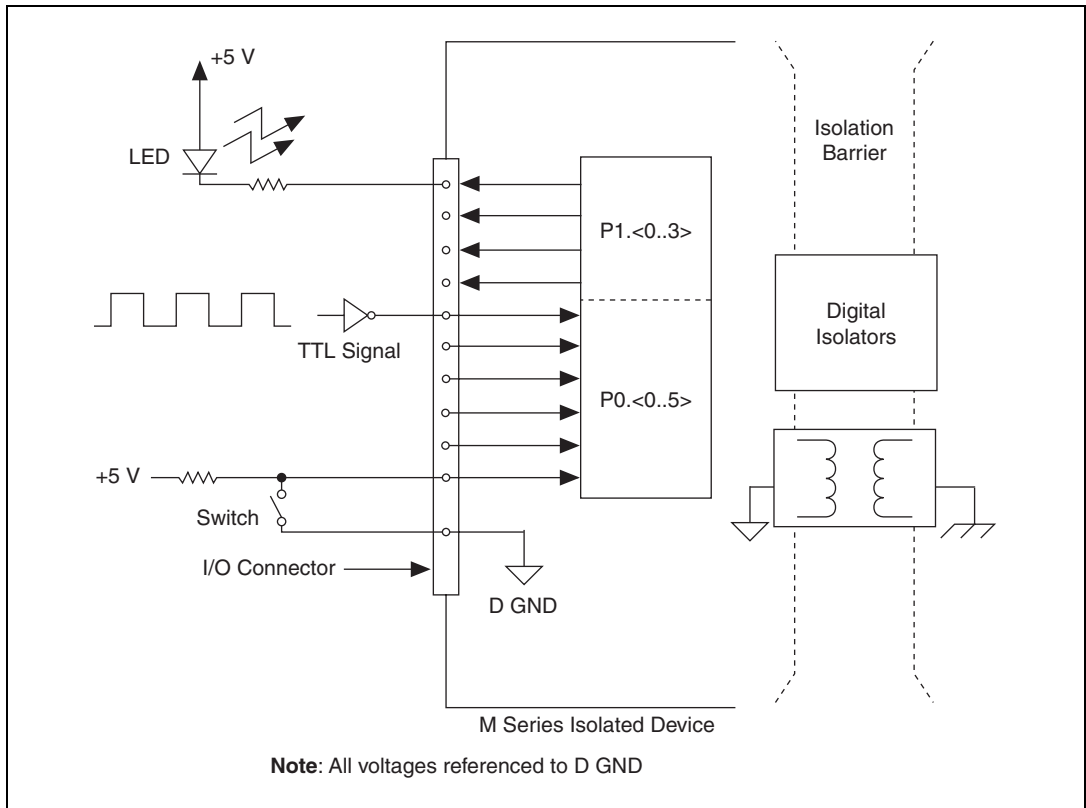 +5 V
LED
Isolation
Barrier
P1.<0..3>
Digital
Isolators
TTL Signal
P0.<0..5>
+5 V
Switch
I/O Connector
D GND
M Series Isolated Device
Note: All voltages referenced to D GND